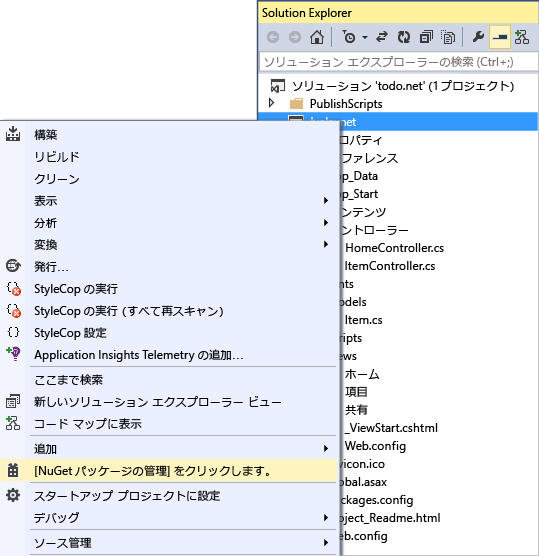 Solution Explorer
ソリューション エクスプローラーの検索 (Ctrl+;)
ソリューション 'todo.net' (1 プロジェクト)
PublishScripts
構築
リビルド
クリーン
表示
分析
変換
発行...
StyleCop の実行
StyleCop の実行 (すべて再スキャン)
StyleCop 設定
Application Insights Telemetry の追加...
ここまで検索
新しいソリューション エクスプローラー ビュー
コード マップに表示
追加
[NuGet パッケージの管理] をクリックします。
スタートアップ プロジェクトに設定
デバッグ
ソース管理
ロパティ
ファレンス
p_Data
p_Start
ンテンツ
ントローラー
HomeController.cs
ItemController.cs
nts
odels
Item.cs
ripts
ews
ホーム
項目
共有
_ViewStart.cshtml
Web.config
vicon.ico
obal.asax
ackages.config
oject_Readme.html
eb.config